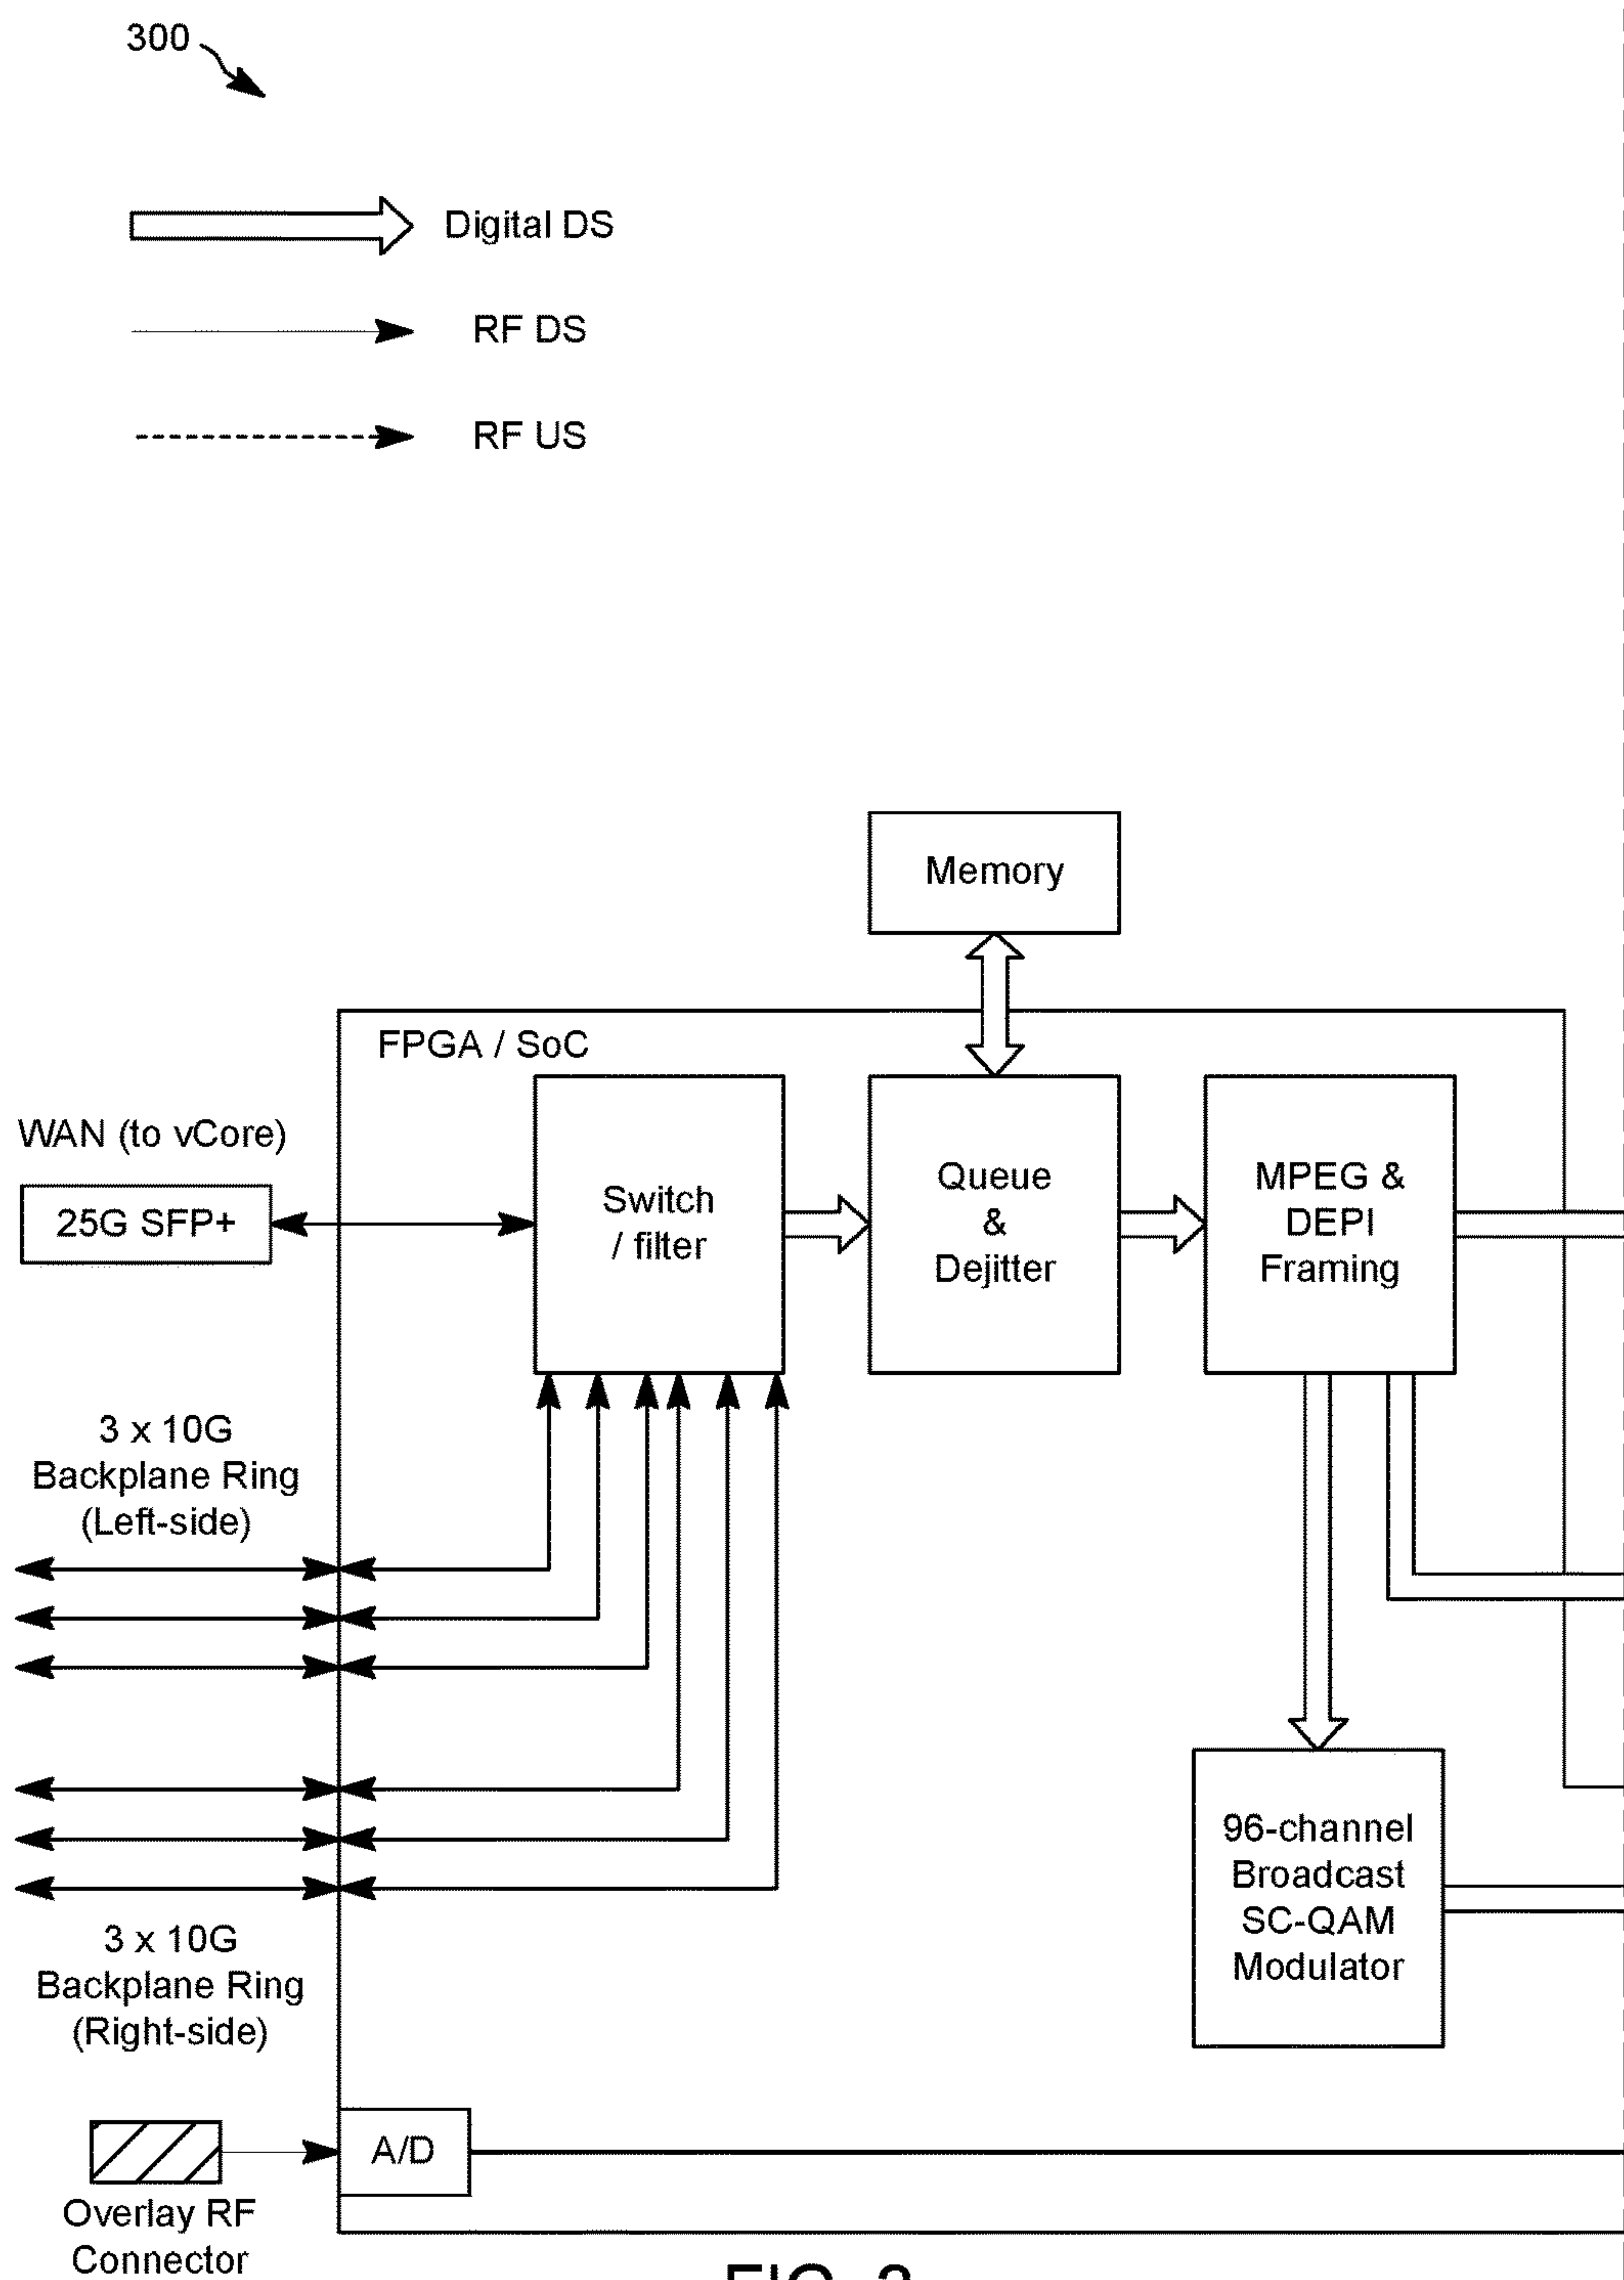 300
Digital DS
RF DS
RF US
Memory
FPGA / SoC
WAN (to vCore)
25G SFP+
Switch
/ filter
Queue
&
Dejitter
MPEG &
DEPI
Framing
3 x 10G
Backplane Ring
(Left-side)
96-channel
Broadcast
SC-QAM
Modulator
3 x 10G
Backplane Ring
(Right-side)
A/D
Overlay RF
Connector